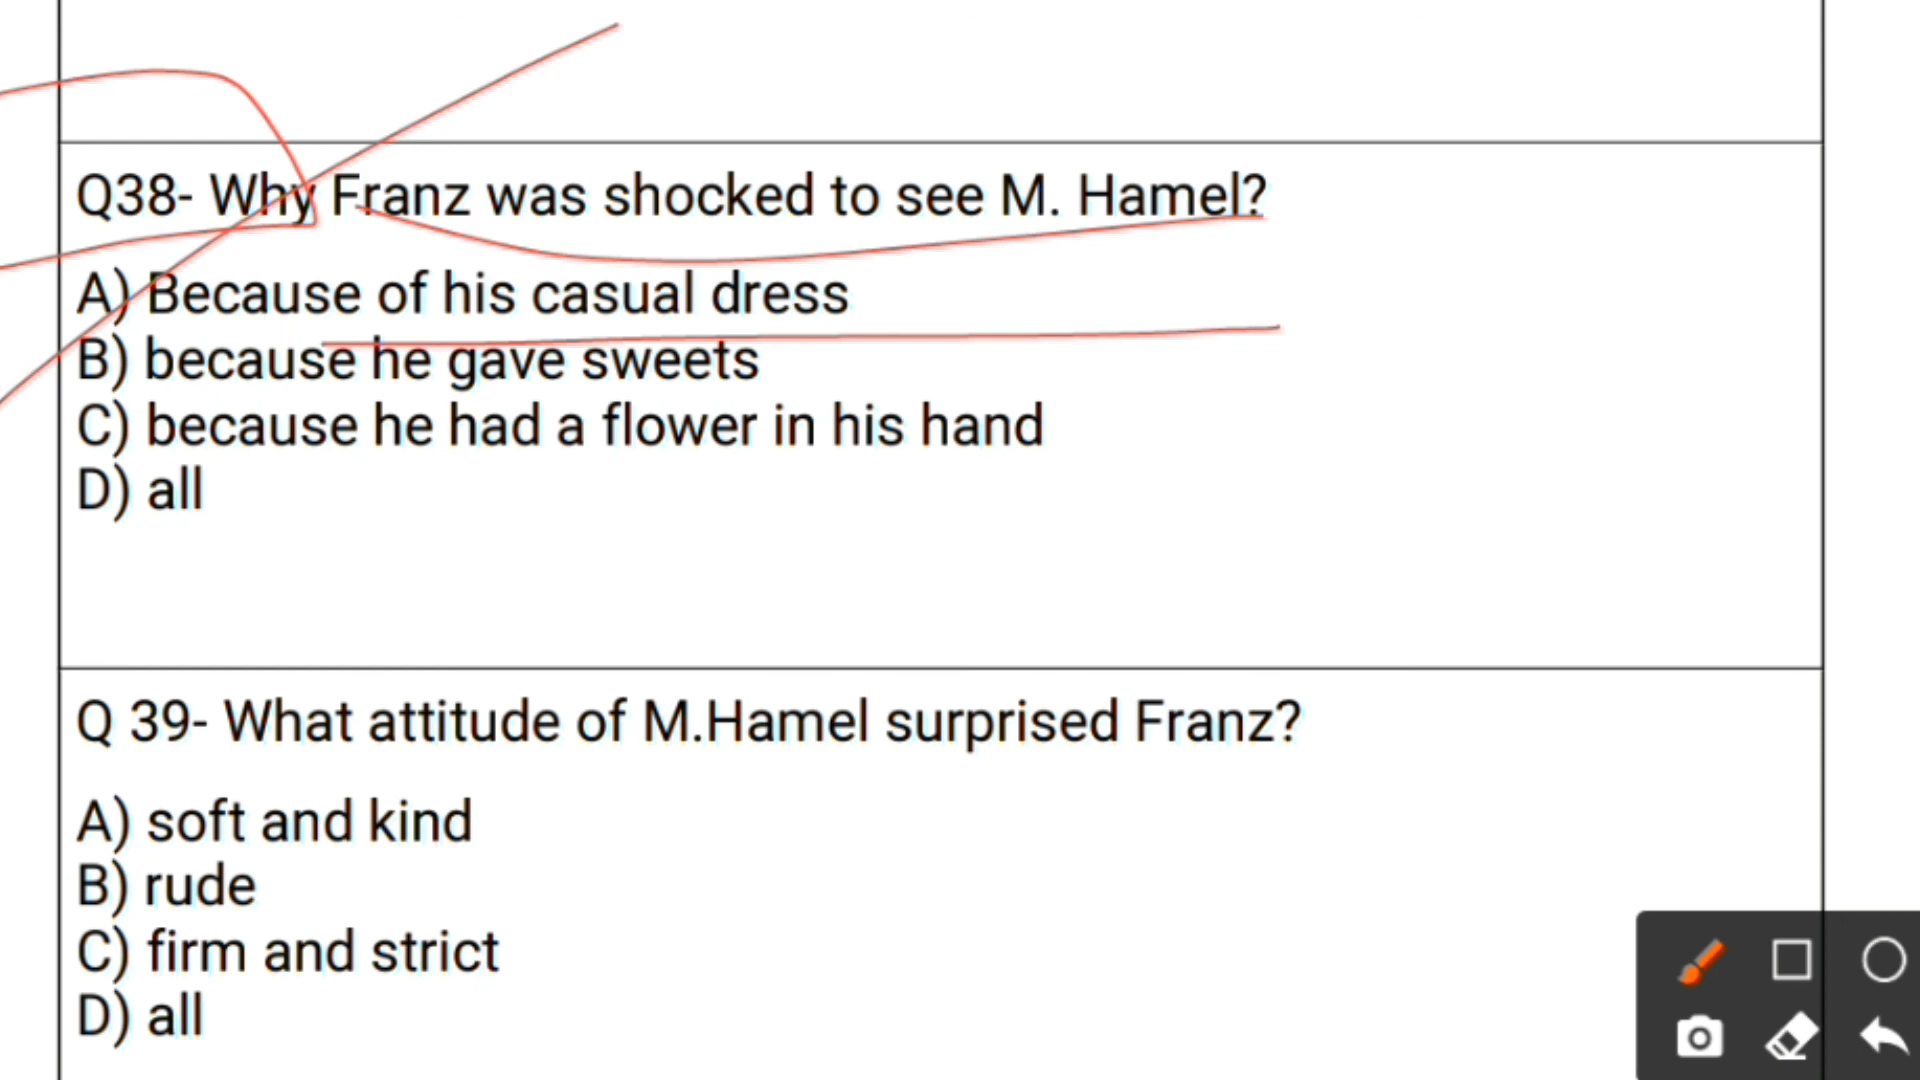 Q38- Why Franz was shocked to see M. Hamel?
A) Because of his casual dress
B) because he gave sweets
C) because he had a flower in his hand
D) all
Q 39- What attitude of M.Hamel surprised Franz?
A) soft and kind
B) rude
C) firm and strict
D) all